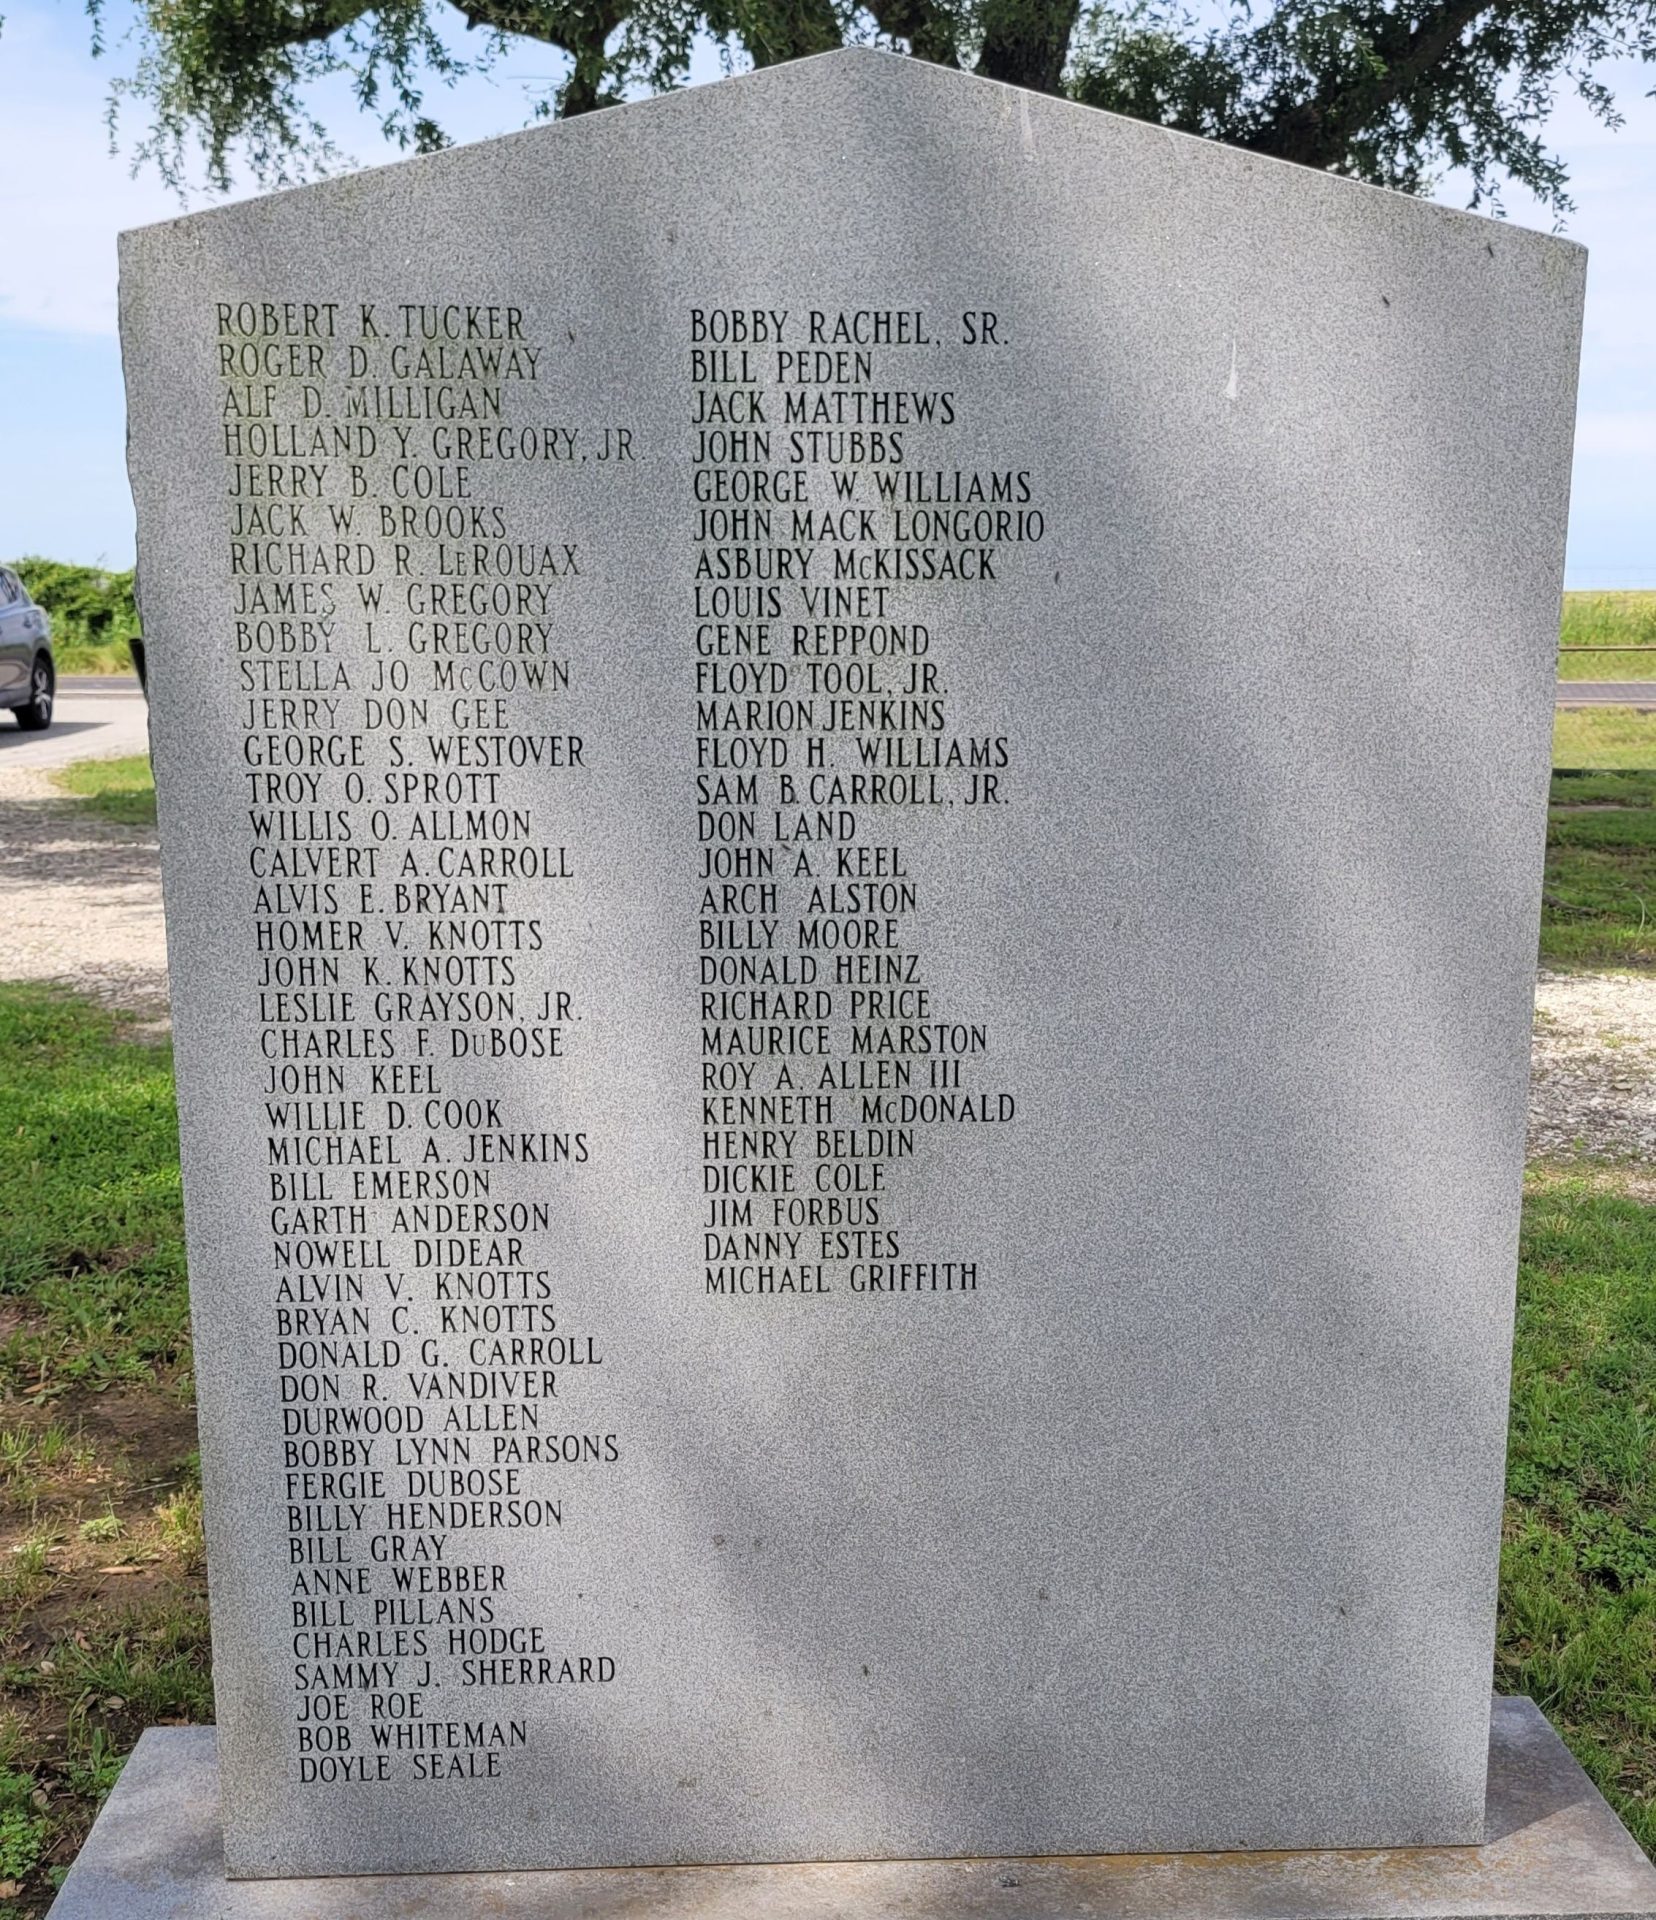 ROBERT K. TUCKER
ROGER D. GALAWAY
ALF D. MILLIGAN
HOLLAND Y. GREGORY, JR.
JERRY B. COLE
JACK W. BROOKS
RICHARD R. LeROUAX
JAMES W. GREGORY
BOBBY L. GREGORY
STELLA JO McCOWN
JERRY DON GEE
GEORGE S. WESTOVER
TROY O. SPROTT
WILLIS O. ALLMON
CALVERT A. CARROLL
ALVIS E. BRYANT
HOMER V. KNOTTS
JOHN K. KNOTTS
LESLIE GRAYSON, JR.
CHARLES F. DuBOSE
JOHN KEEL
WILLIE D. COOK
MICHAEL A. JENKINS
BILL EMERSON
GARTH ANDERSON
NOWELL DIDEAR
ALVIN V. KNOTTS
BRYAN C. KNOTTS
DONALD G. CARROLL
DON R. VANDIVER
DURWOOD ALLEN
BOBBY LYNN PARSONS
FERGIE DUBOSE
BILLY HENDERSON
BILL GRAY
ANNE WEBBER
BILL PILLANS
CHARLES HODGE
SAMMY J. SHERRARD
JOE ROE
BOB WHITEMAN
DOYLE SEALE
BOBBY RACHEL, SR.
BILL PEDEN
JACK MATTHEWS
JOHN STUBBS
GEORGE W. WILLIAMS
JOHN MACK LONGORIO
ASBURY McKISSACK
LOUIS VINET
GENE REPPOND
FLOYD TOOL, JR.
MARION JENKINS
FLOYD H. WILLIAMS
SAM B. CARROLL, JR.
DON LAND
JOHN A. KEEL
ARCH ALSTON
BILLY MOORE
DONALD HEINZ
RICHARD PRICE
MAURICE MARSTON
ROY A. ALLEN III
KENNETH McDONALD
HENRY BELDIN
DICKIE COLE
JIM FORBUS
DANNY ESTES
MICHAEL GRIFFITH